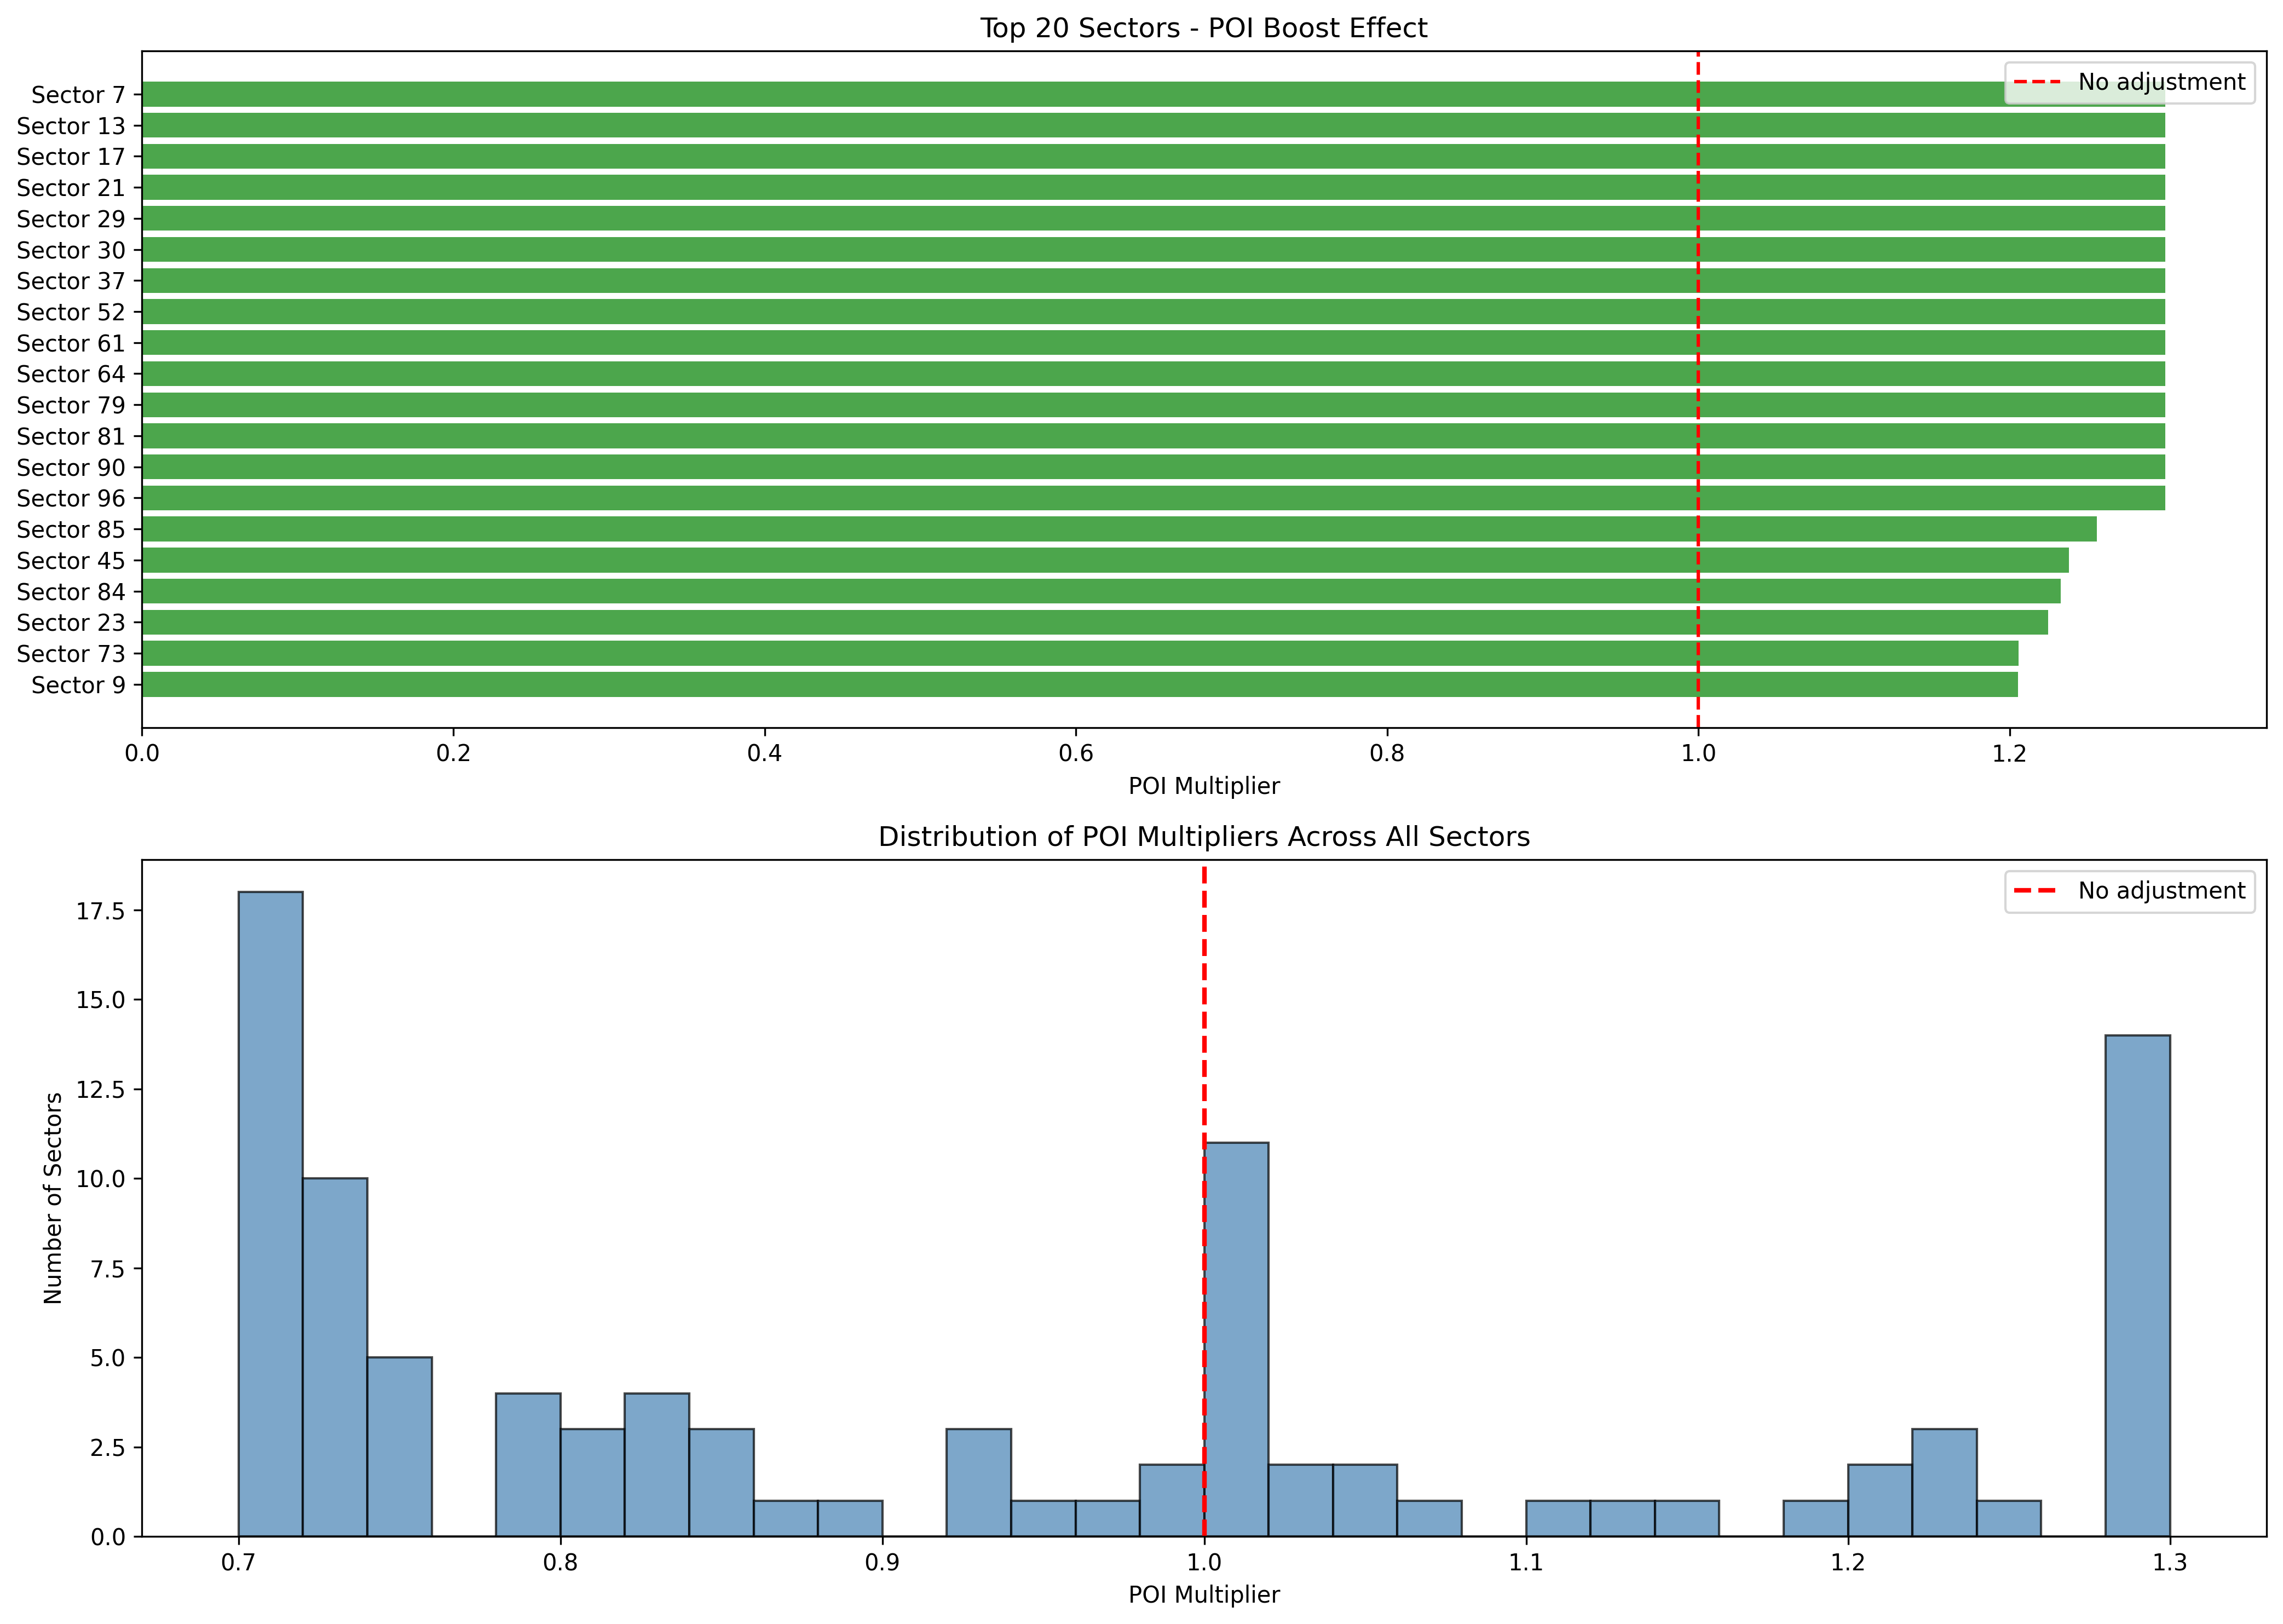 Top 20 Sectors - POI Boost Effect
No adjustment
Sector 7
Sector 13
Sector 17
Sector 21
Sector 29
Sector 30
Sector 37
Sector 52
Sector 61
Sector 64
Sector 79
Sector 81
Sector 90
Sector 96
Sector 85
Sector 45
Sector 84
Sector 23
Sector 73
Sector 9
0.0 0.2 0.4 0.6 0.8 1.0 1.2
POI Multiplier
Distribution of POI Multipliers Across All Sectors
No adjustment
Number of Sectors
17.5
15.0
12.5
10.0
7.5
5.0
2.5
0.0
0.7 0.8 0.9 1.0 1.1 1.2 1.3
POI Multiplier